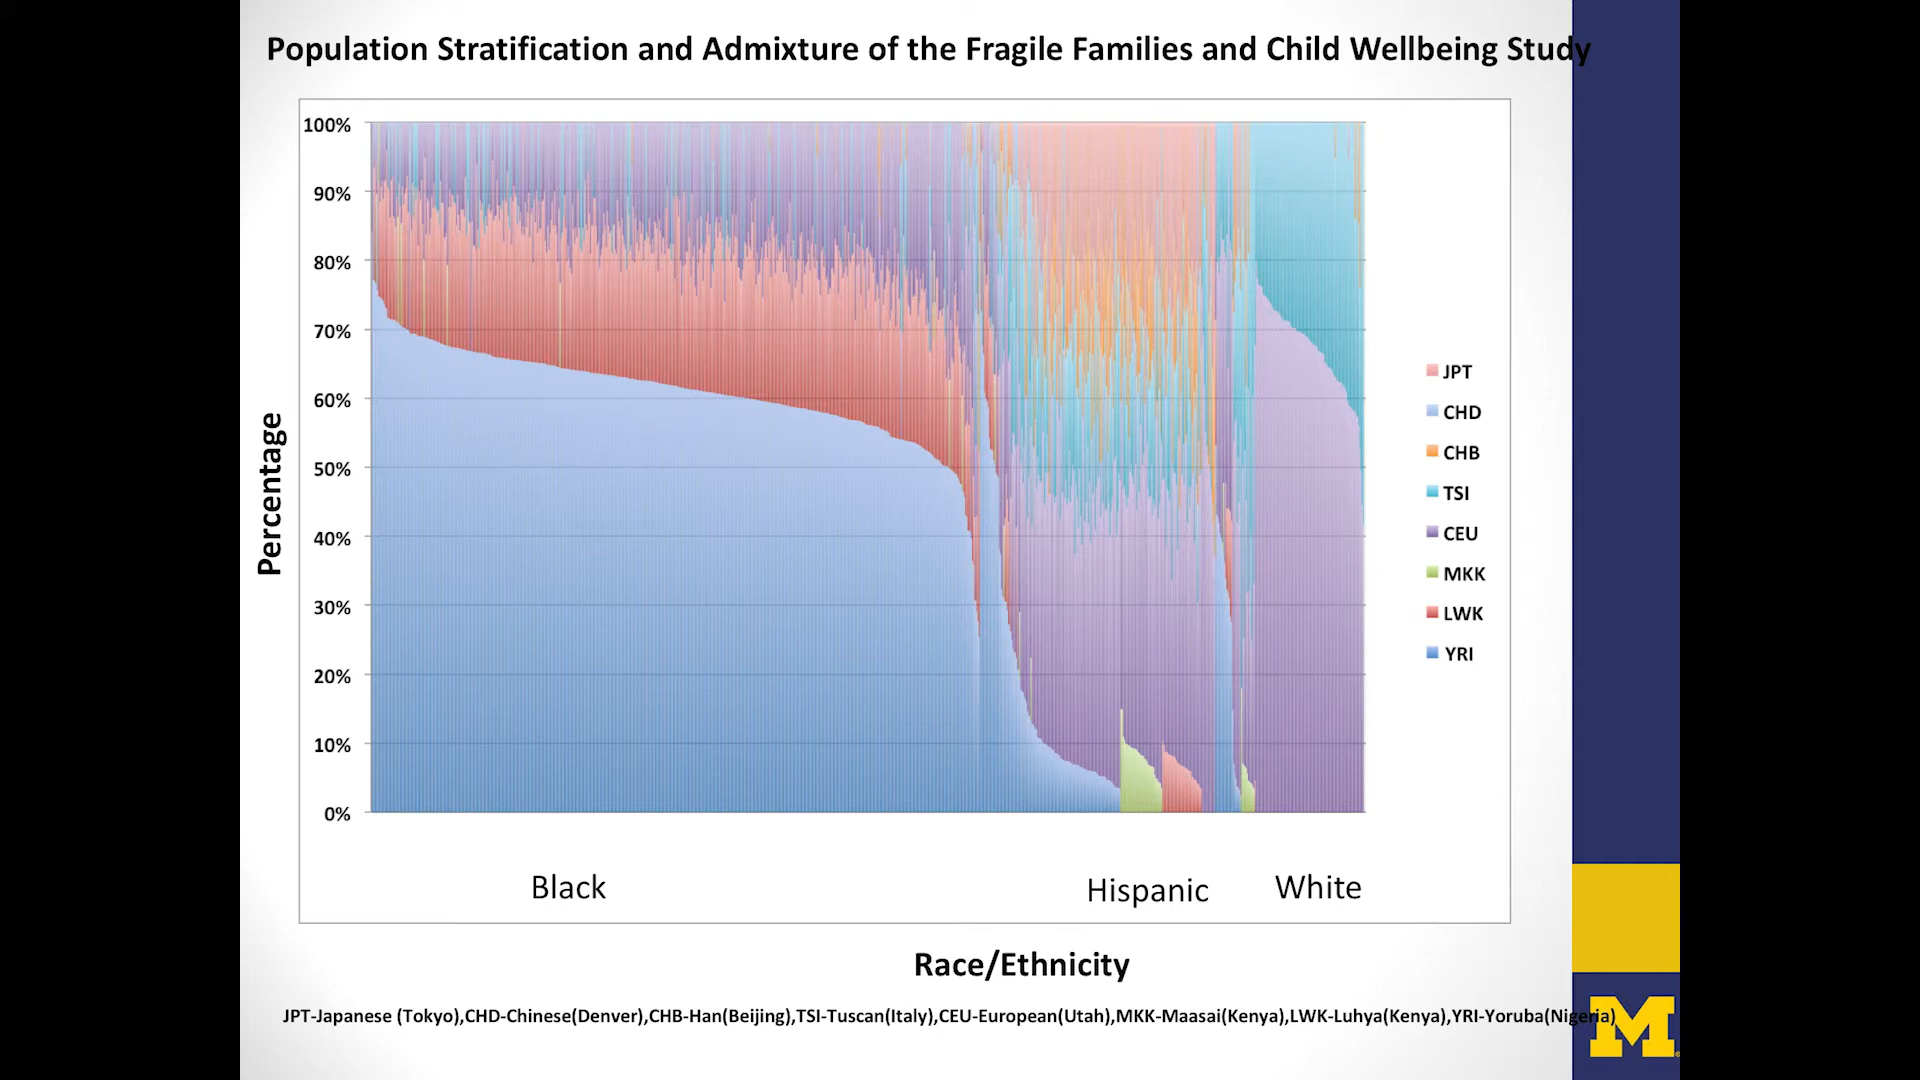 Population Stratification and Admixture of the Fragile Families and Child Wellbeing Study
100%
90%
80%
70%
60%
50%
40%
30%
20%
10%
0%
Percentage
JPT
CHD
CHB
TSI
CEU
MKK
LWK
YRI
Black
Hispanic
White
Race/Ethnicity
JPT-Japanese (Tokyo),CHD-Chinese(Denver),CHB-Han(Beijing),TSI-Tuscan(Italy),CEU-European(Utah),MKK-Maasai(Kenya),LWK-Luhya(Kenya),YRI-Yoruba(Nigeria)
M